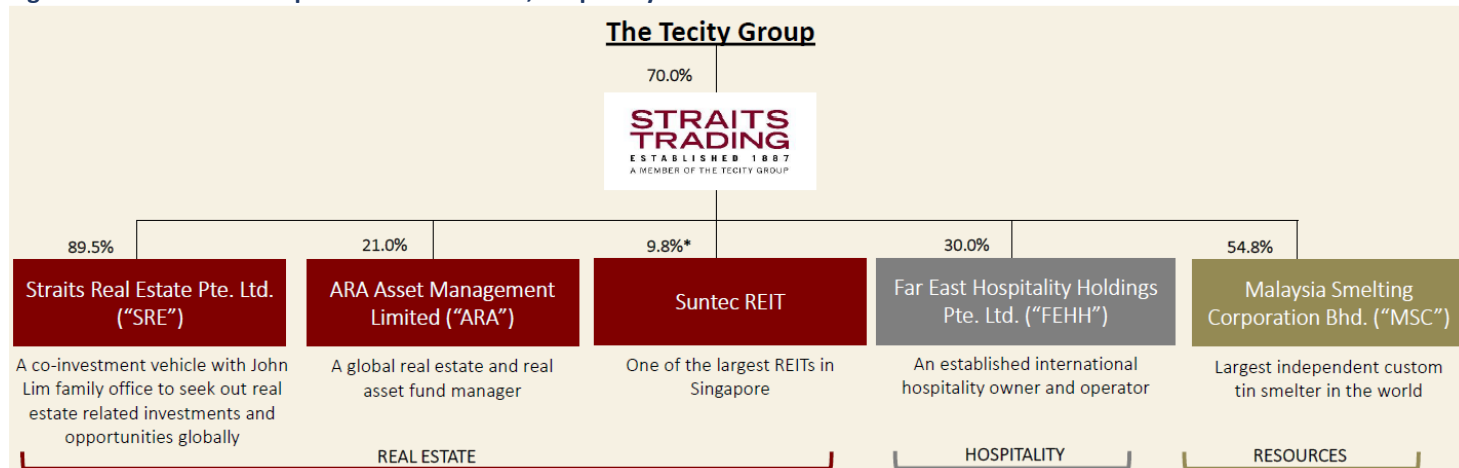 The Tecity Group
70.0%
STRAITS
TRADING
ESTABLISHED 1887
A MEMBER OF THE TECITY GROUP
89.5%
21.0%
9.8%*
30.0%
54.8%
Straits Real Estate Pte. Ltd.
("SRE")
ARA Asset Management
Limited ("ARA")
Suntec REIT
Far East Hospitality Holdings
Pte. Ltd. ("FEHH")
Malaysia Smelting
Corporation Bhd. ("MSC")
A co-investment vehicle with John
Lim family office to seek out real
estate related investments and
opportunities globally
A global real estate and real
asset fund manager
One of the largest REITs in
Singapore
An established international
hospitality owner and operator
Largest independent custom
tin smelter in the world
REAL ESTATE
HOSPITALITY
RESOURCES